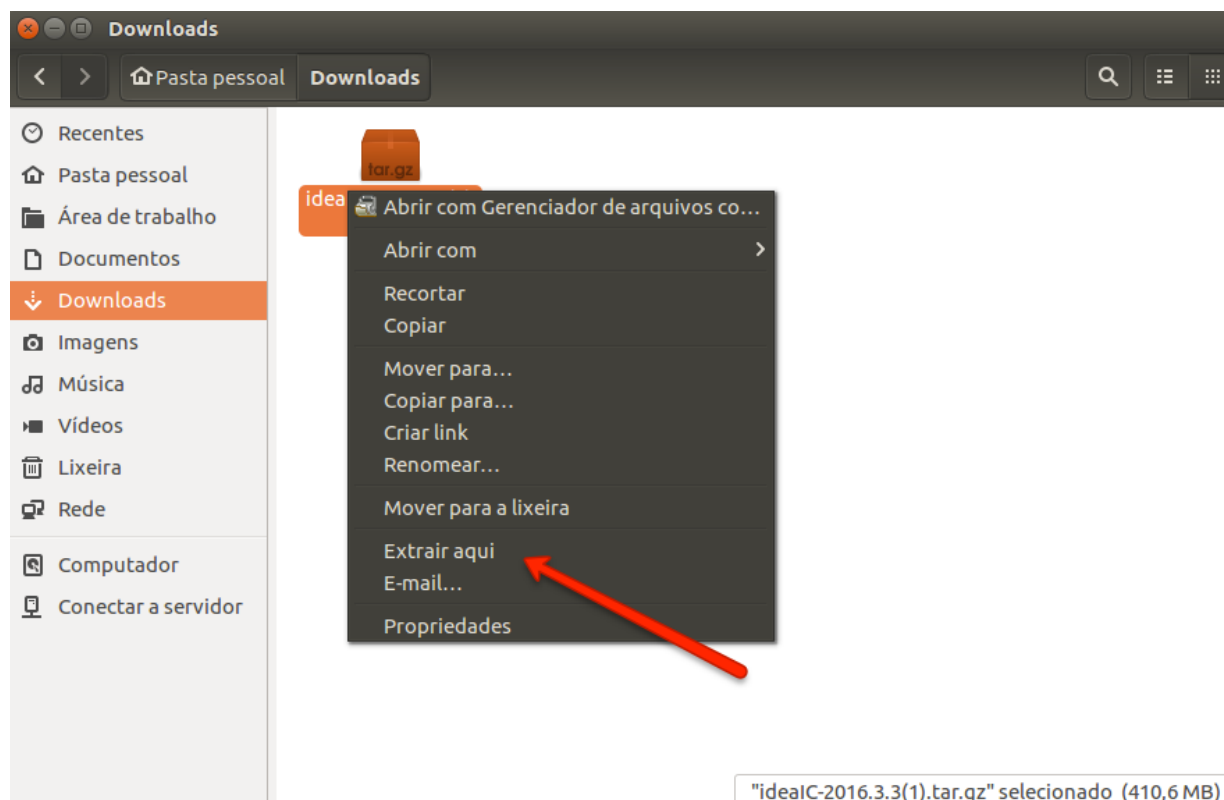 Downloads
Pasta pessoal Downloads
Recentes
Pasta pessoal
Área de trabalho
Documentos
Downloads
Imagens
Música
Vídeos
Lixeira
Rede
Computador
Conectar a servidor
tar.gz
idea
Abrir com Gerenciador de arquivos co...
Abrir com
Recortar
Copiar
Mover para...
Copiar para...
Criar link
Renomear...
Mover para a lixeira
Extrair aqui
E-mail...
Propriedades
"ideaIC-2016.3.3(1).tar.gz" selecionado (410,6 MB)